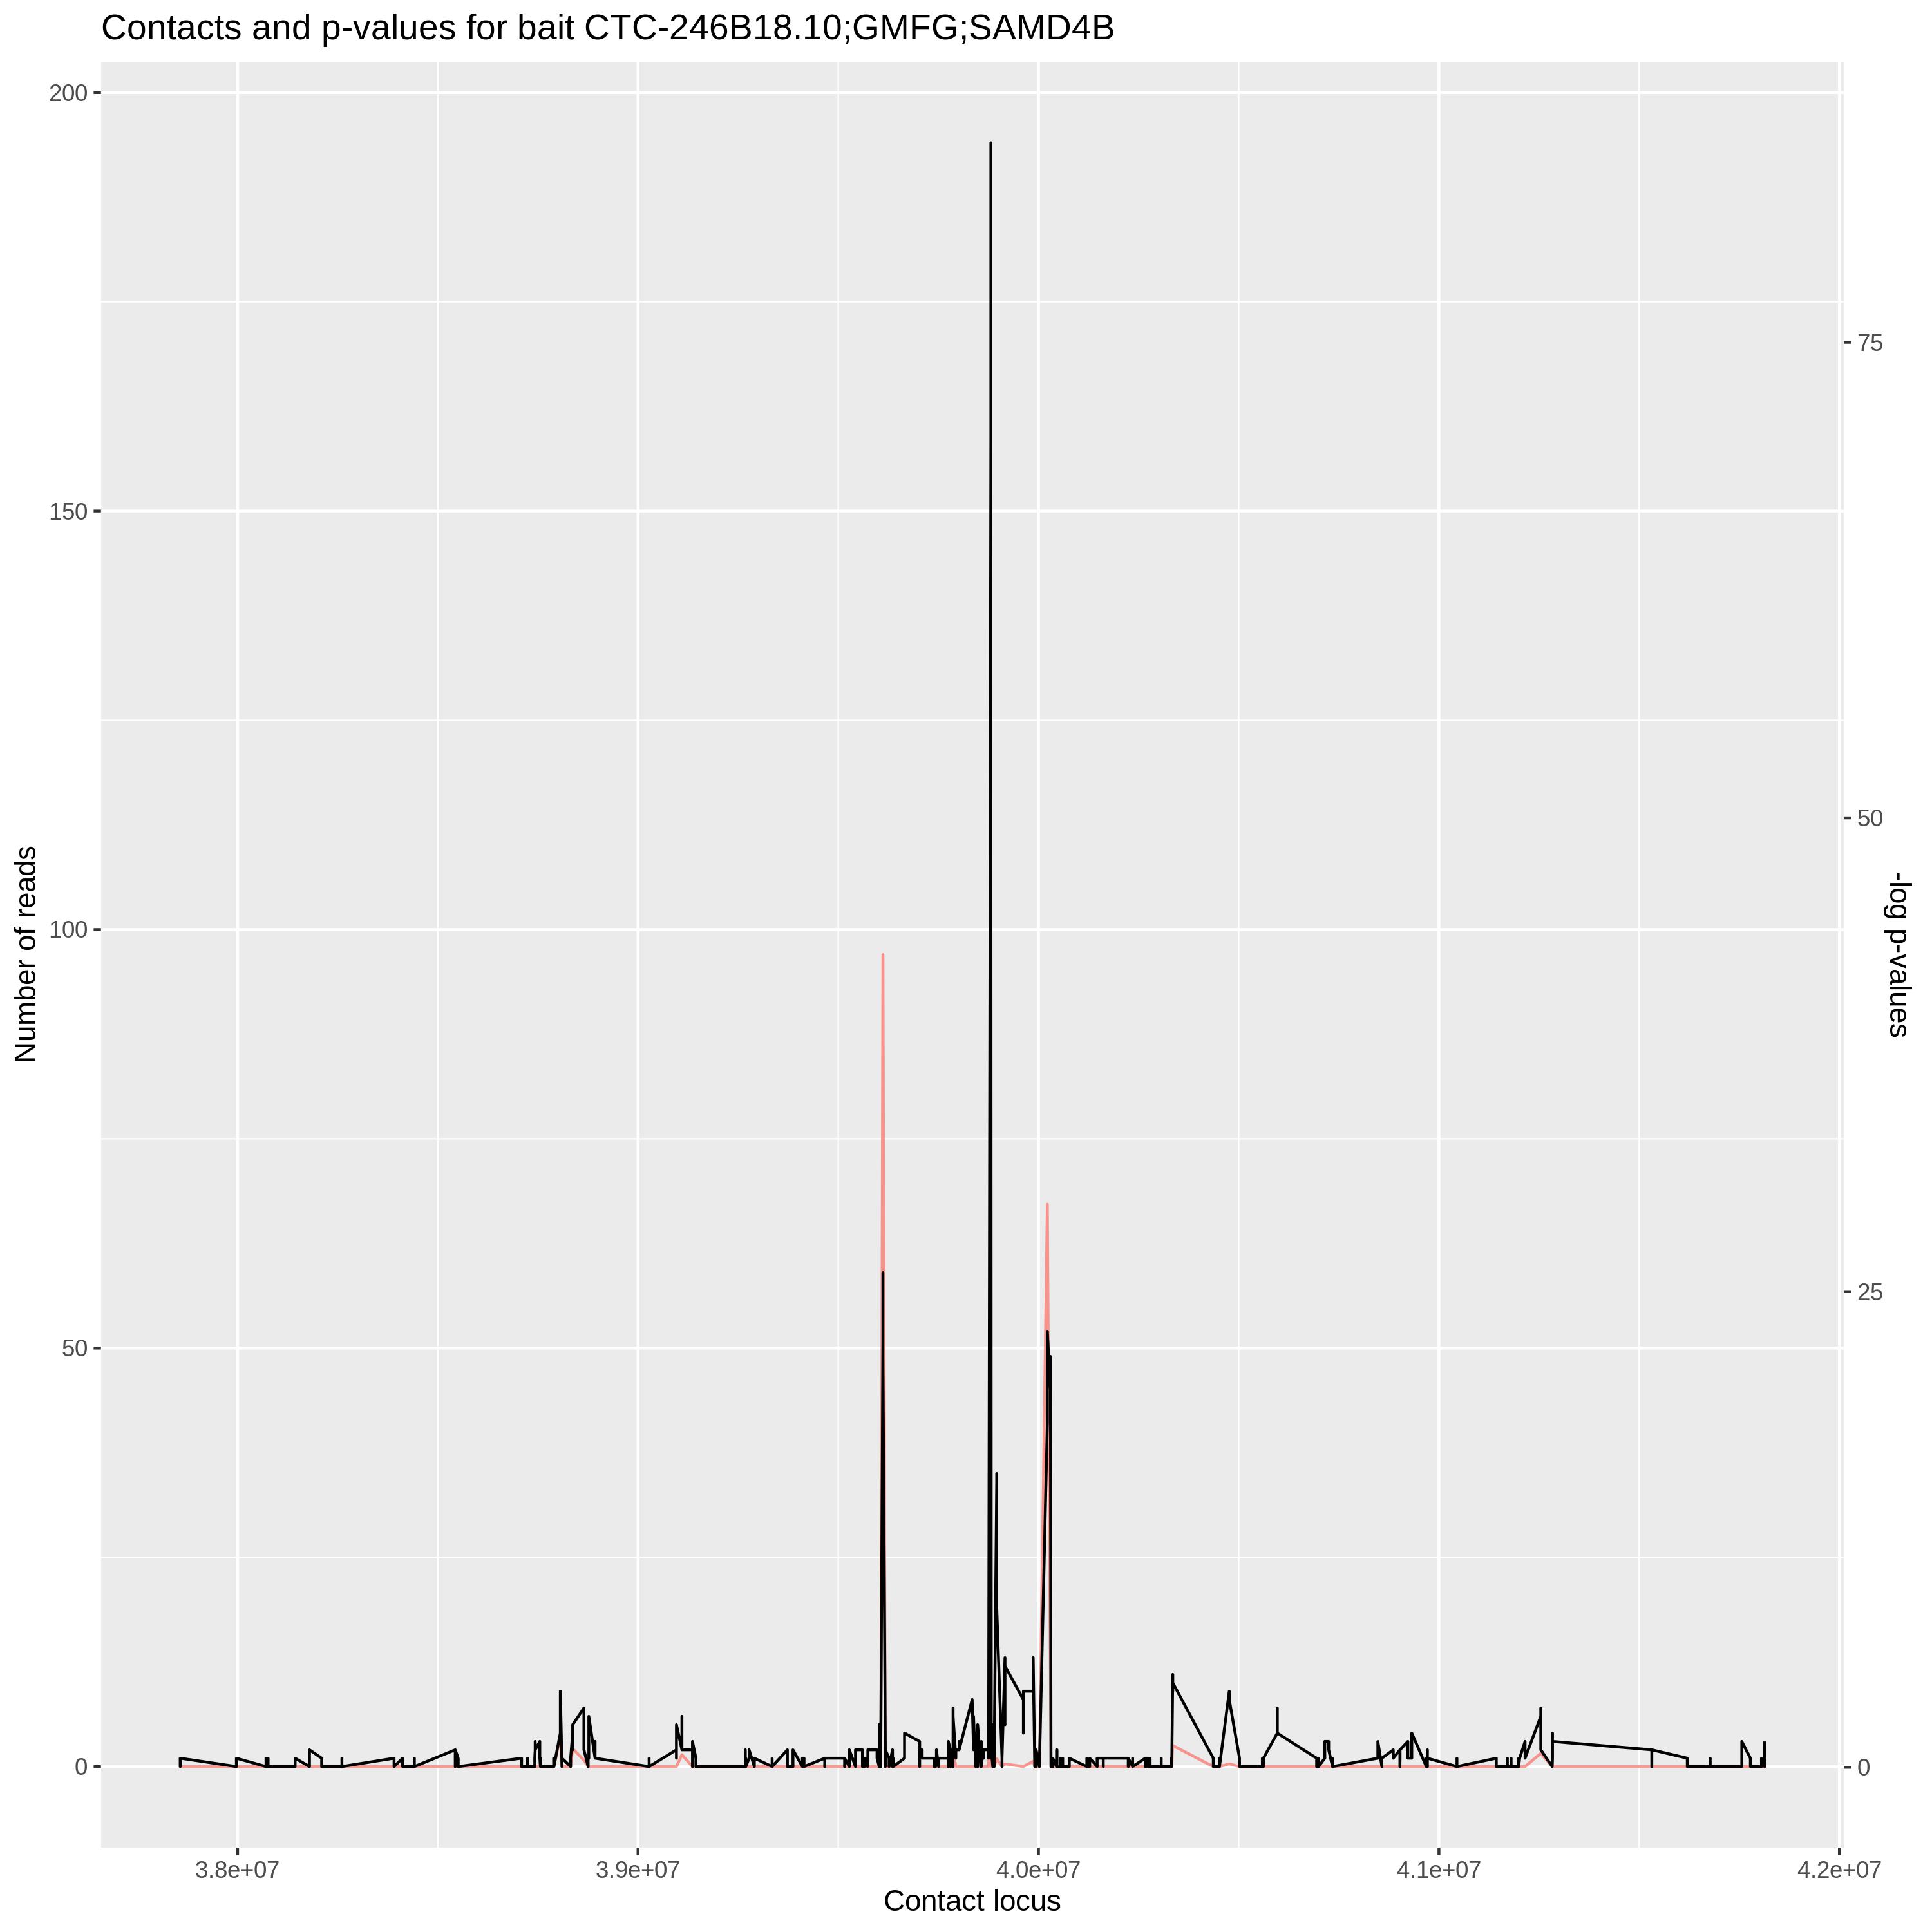 Contacts and p-values for bait CTC-246B18.10;GMFG;SAMD4B
200
150
100
50
0
Number of reads
75
50
25
0
-log p-values
3.8e+07
3.9e+07
4.0e+07
4.1e+07
4.2e+07
Contact locus